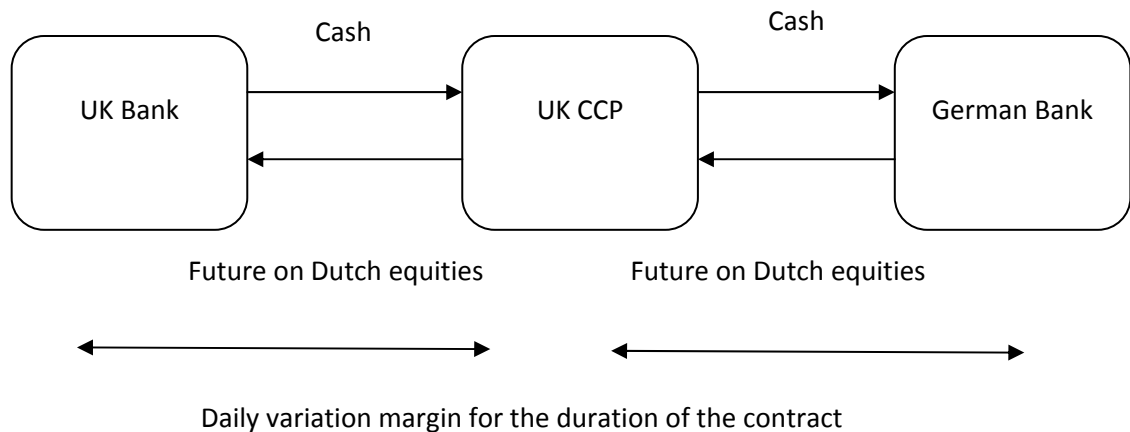 Cash
Cash
UK Bank
UK CCP
German Bank
Future on Dutch equities
Future on Dutch equities
Daily variation margin for the duration of the contract